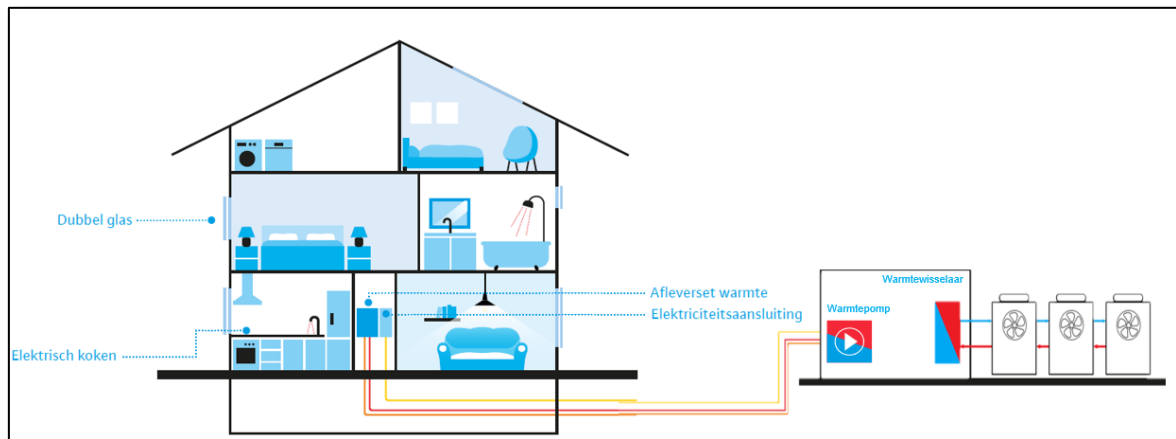 Dubbel glas
Warmtewisselaar
Afleverset warmte
Warmtepomp
Elektriciteitsaansluiting
Elektrisch koken